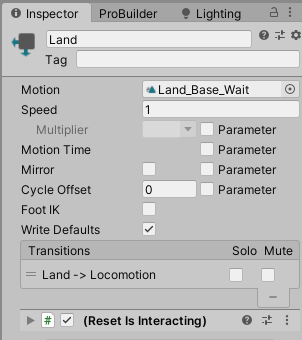 Inspector ProBuilder Lighting
Land
Tag
Motion Land_Base_Wait
Speed 1
Multiplier Parameter
Motion Time Parameter
Mirror Parameter
Cycle Offset 0 Parameter
Foot IK
Write Defaults
Transitions Solo Mute
Land -> Locomotion
# (Reset Is Interacting)